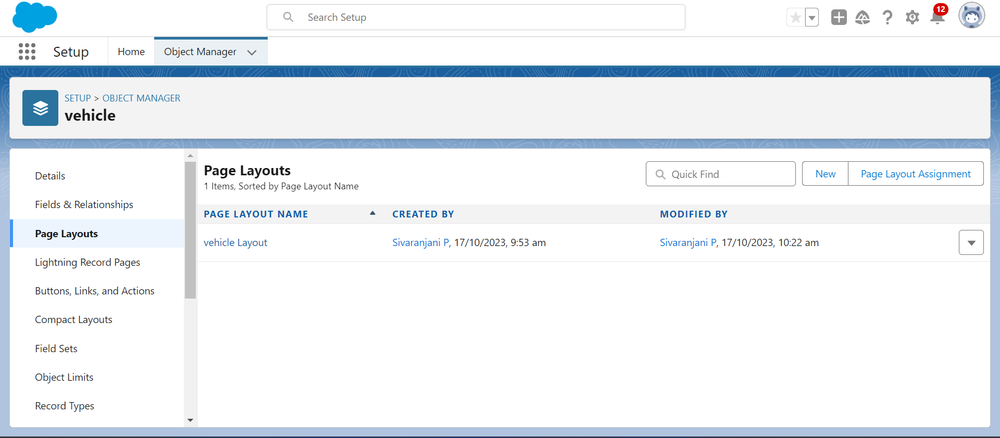 Search Setup
12
Setup
Home
Object Manager
SETUP > OBJECT MANAGER
vehicle
Details
Fields & Relationships
Page Layouts
Lightning Record Pages
Buttons, Links, and Actions
Compact Layouts
Field Sets
Object Limits
Record Types
Page Layouts
1 Items, Sorted by Page Layout Name
Quick Find
New
Page Layout Assignment
PAGE LAYOUT NAME CREATED BY MODIFIED BY
vehicle Layout Sivaranjani P, 17/10/2023, 9:53 am Sivaranjani P, 17/10/2023, 10:22 am